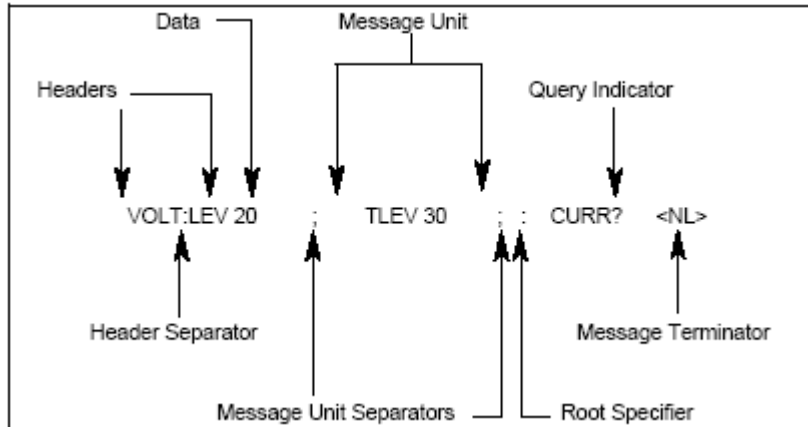 Data Message Unit
Headers Query Indicator
VOLT:LEV 20 ; TLEV 30 ; : CURR? <NL>
Header Separator Message Terminator
Message Unit Separators Root Specifier